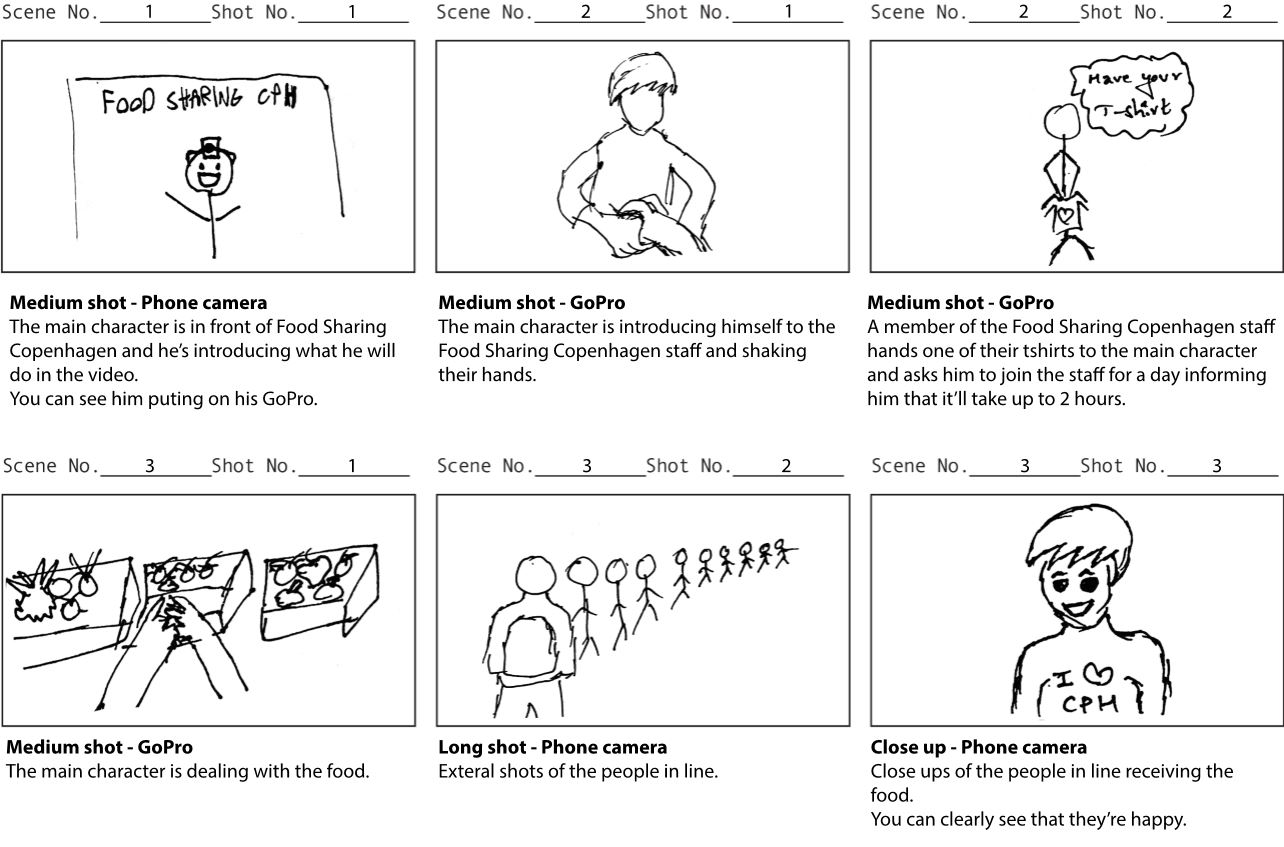 Scene No. 1 Shot No. 1
Scene No. 2 Shot No. 1
Scene No. 2 Shot No. 2
FOOD SHARING CPH
Have your
T-shirt
Medium shot - Phone camera
The main character is in front of Food Sharing
Copenhagen and he's introducing what he will
do in the video.
You can see him puting on his GoPro.
Medium shot - GoPro
The main character is introducing himself to the
Food Sharing Copenhagen staff and shaking
their hands.
Medium shot - GoPro
A member of the Food Sharing Copenhagen staff
hands one of their tshirts to the main character
and asks him to join the staff for a day informing
him that it'll take up to 2 hours.
Scene No. 3 Shot No. 1
Scene No. 3 Shot No. 2
Scene No. 3 Shot No. 3
I ♡
CPH
Medium shot - GoPro
The main character is dealing with the food.
Long shot - Phone camera
Exteral shots of the people in line.
Close up - Phone camera
Close ups of the people in line receiving the
food.
You can clearly see that they're happy.